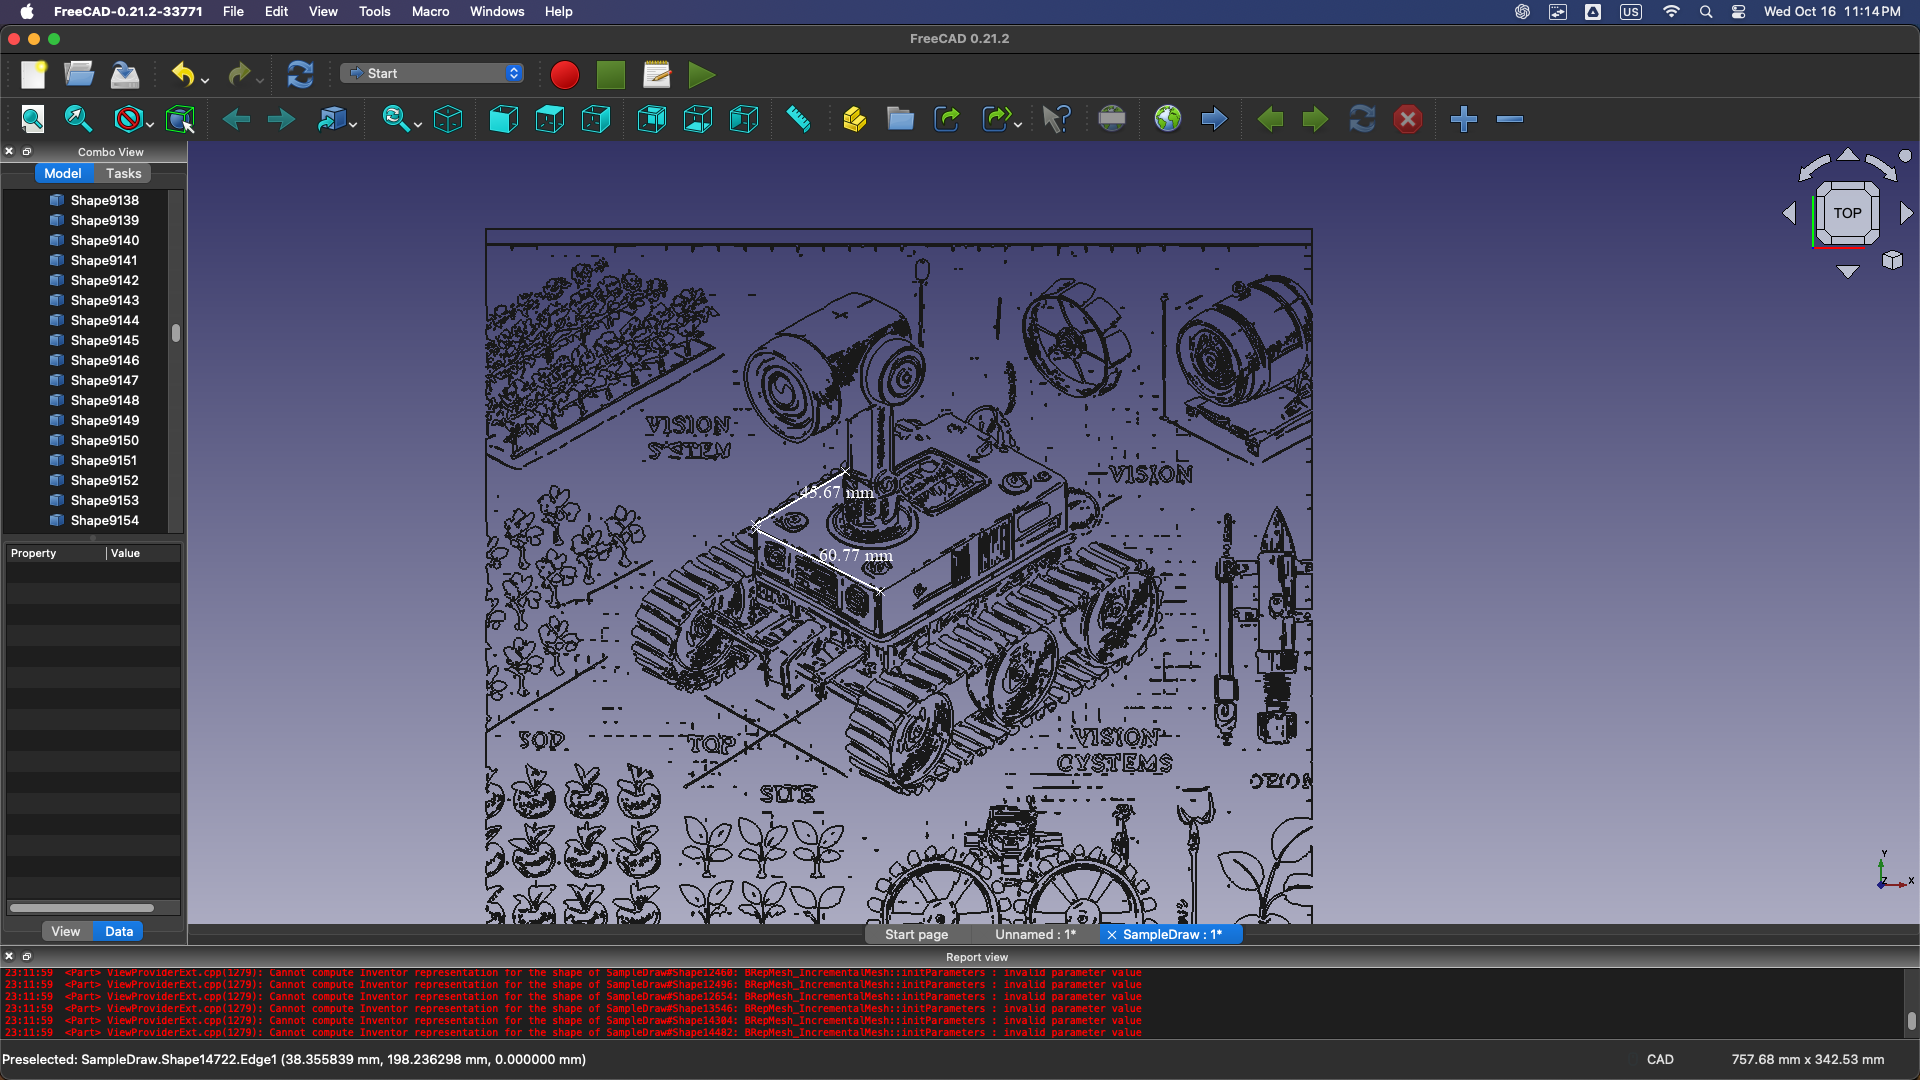 FreeCAD-0.21.2-33771 File Edit View Tools Macro Windows Help
US Wed Oct 16 11:14 PM
FreeCAD 0.21.2
Start
Combo View
Model Tasks
Shape9138
Shape9139
Shape9140
Shape9141
Shape9142
Shape9143
Shape9144
Shape9145
Shape9146
Shape9147
Shape9148
Shape9149
Shape9150
Shape9151
Shape9152
Shape9153
Shape9154
Property Value
View Data
TOP
VISION
VISION
45.67 mm
60.77 mm
SOP
TOP
SITE
VISION
CYSTEMS
Y
Z
X
Start page Unnamed : 1* SampleDraw : 1*
Report view
23:11:59 <Part> ViewProviderExt.cpp(1279): Cannot compute Inventor representation for the shape of SampleDraw#Shape12460: BRepMesh_IncrementalMesh::initParameters : invalid parameter value
23:11:59 <Part> ViewProviderExt.cpp(1279): Cannot compute Inventor representation for the shape of SampleDraw#Shape12496: BRepMesh_IncrementalMesh::initParameters : invalid parameter value
23:11:59 <Part> ViewProviderExt.cpp(1279): Cannot compute Inventor representation for the shape of SampleDraw#Shape12654: BRepMesh_IncrementalMesh::initParameters : invalid parameter value
23:11:59 <Part> ViewProviderExt.cpp(1279): Cannot compute Inventor representation for the shape of SampleDraw#Shape13546: BRepMesh_IncrementalMesh::initParameters : invalid parameter value
23:11:59 <Part> ViewProviderExt.cpp(1279): Cannot compute Inventor representation for the shape of SampleDraw#Shape14304: BRepMesh_IncrementalMesh::initParameters : invalid parameter value
23:11:59 <Part> ViewProviderExt.cpp(1279): Cannot compute Inventor representation for the shape of SampleDraw#Shape14482: BRepMesh_IncrementalMesh::initParameters : invalid parameter value
Preselected: SampleDraw.Shape14722.Edge1 (38.355839 mm, 198.236298 mm, 0.000000 mm)
CAD 757.68 mm x 342.53 mm